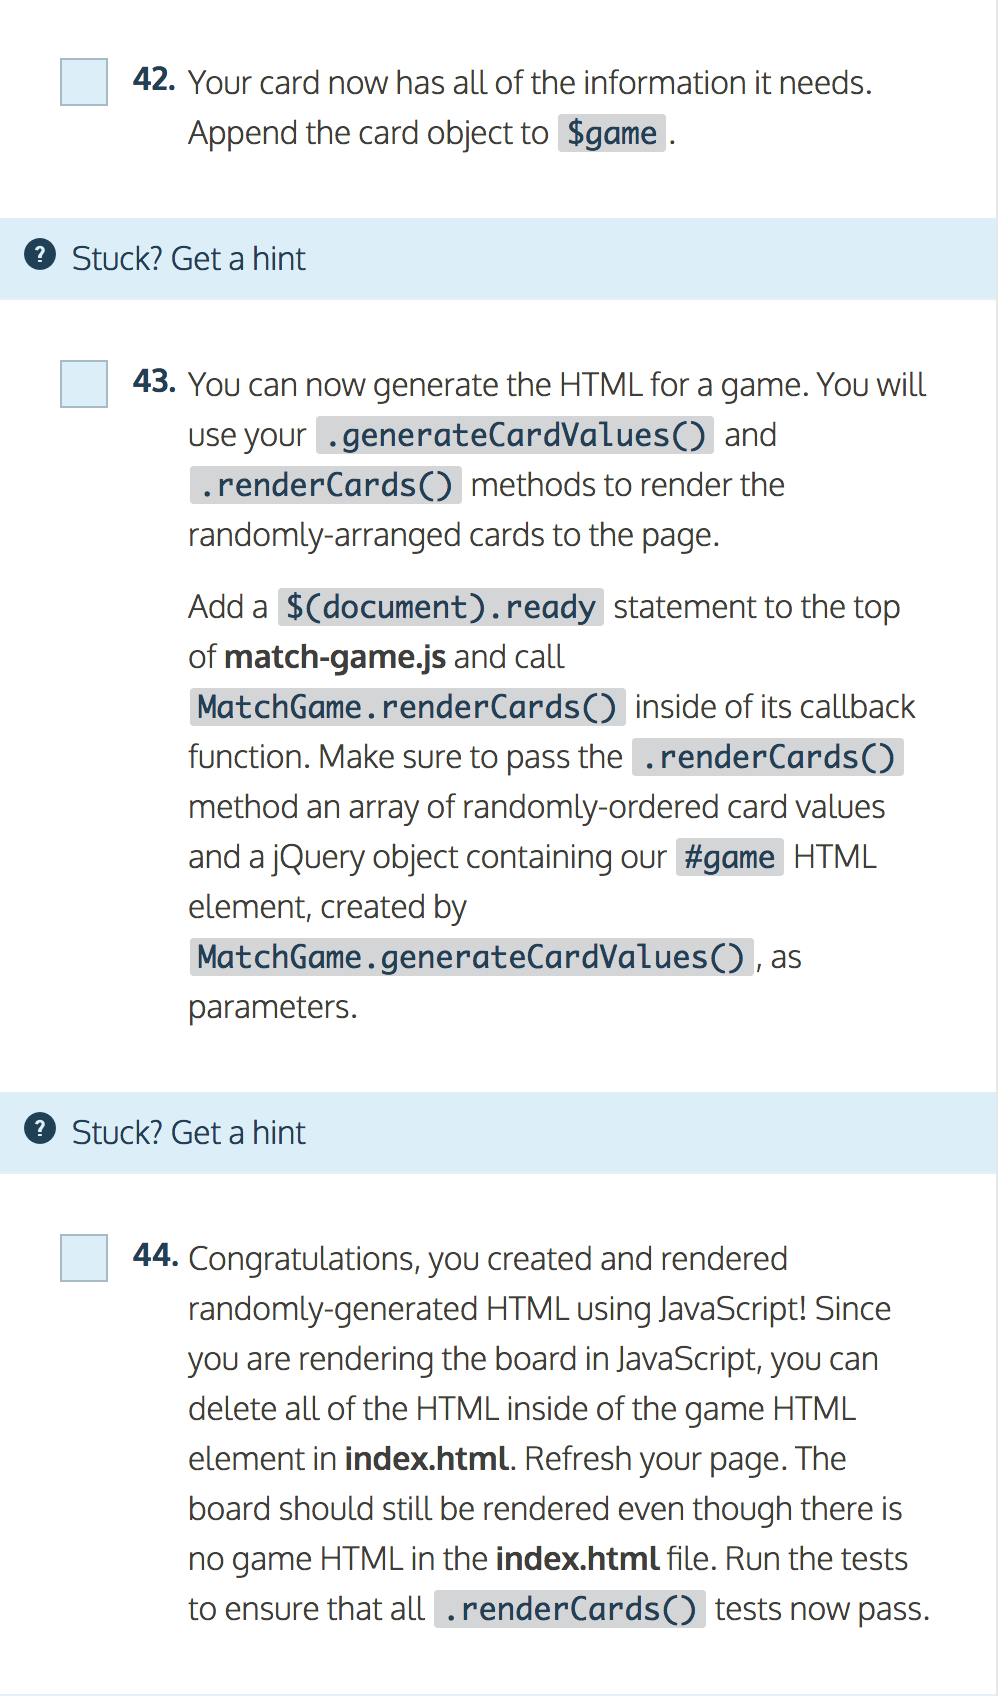 42. Your card now has all of the information it needs.
Append the card object to $game.
? Stuck? Get a hint
43. You can now generate the HTML for a game. You will
use your .generateCardValues() and
.renderCards() methods to render the
randomly-arranged cards to the page.
Add a $(document).ready statement to the top
of match-game.js and call
MatchGame.renderCards() inside of its callback
function. Make sure to pass the .renderCards()
method an array of randomly-ordered card values
and a jQuery object containing our #game HTML
element, created by
MatchGame.generateCardValues(), as
parameters.
? Stuck? Get a hint
44. Congratulations, you created and rendered
randomly-generated HTML using JavaScript! Since
you are rendering the board in JavaScript, you can
delete all of the HTML inside of the game HTML
element in index.html. Refresh your page. The
board should still be rendered even though there is
no game HTML in the index.html file. Run the tests
to ensure that all .renderCards() tests now pass.